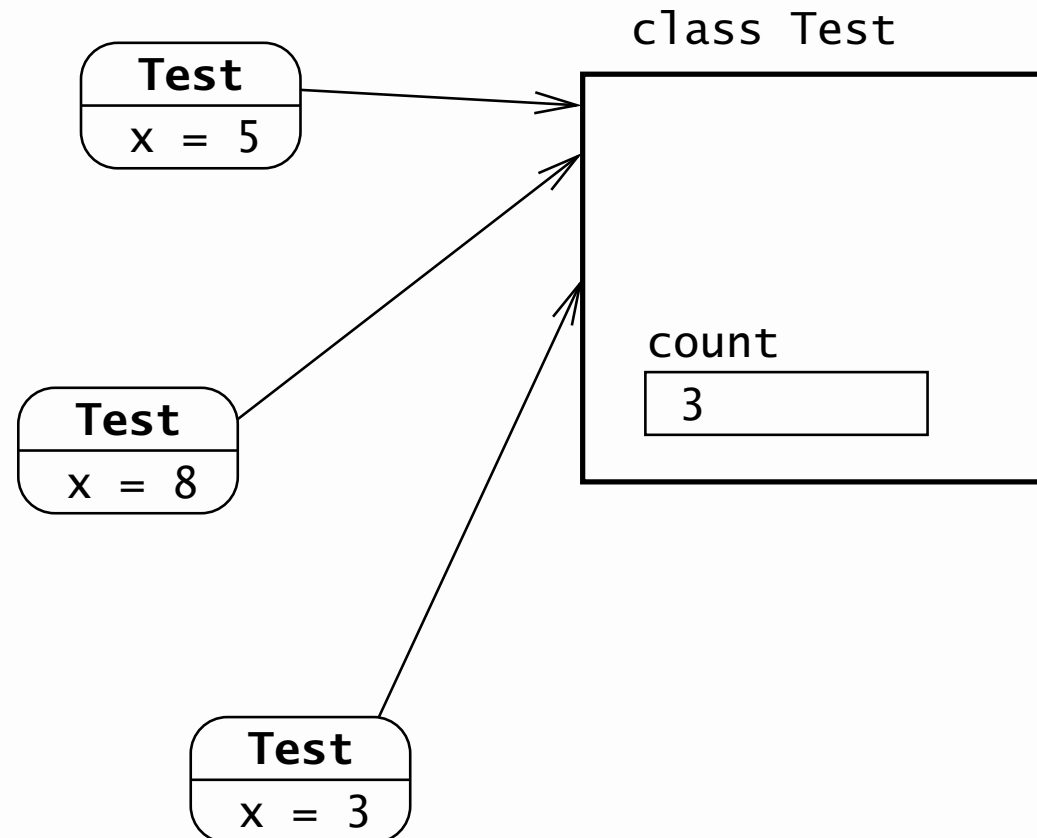 class Test
Test
x = 5
count
3
Test
x = 8
Test
x = 3